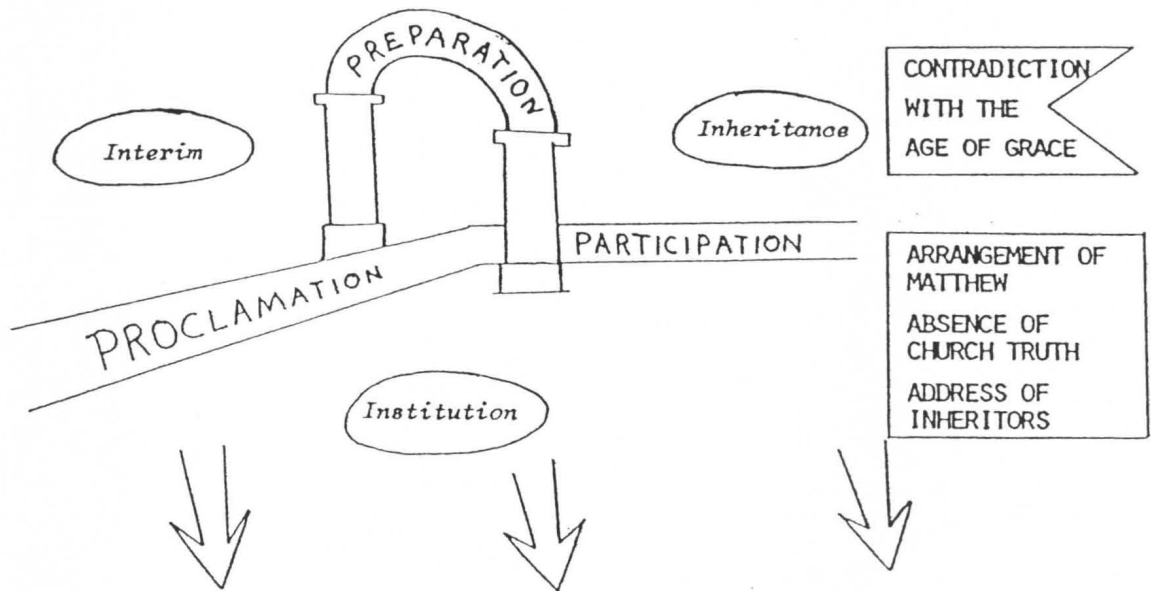 PREPARATION
CONTRADICTION
WITH THE
AGE OF GRACE
Interim
Inheritance
PROCLAMATION
PARTICIPATION
ARRANGEMENT OF
MATTHEW
ABSENCE OF
CHURCH TRUTH
ADDRESS OF
INHERITORS
Institution